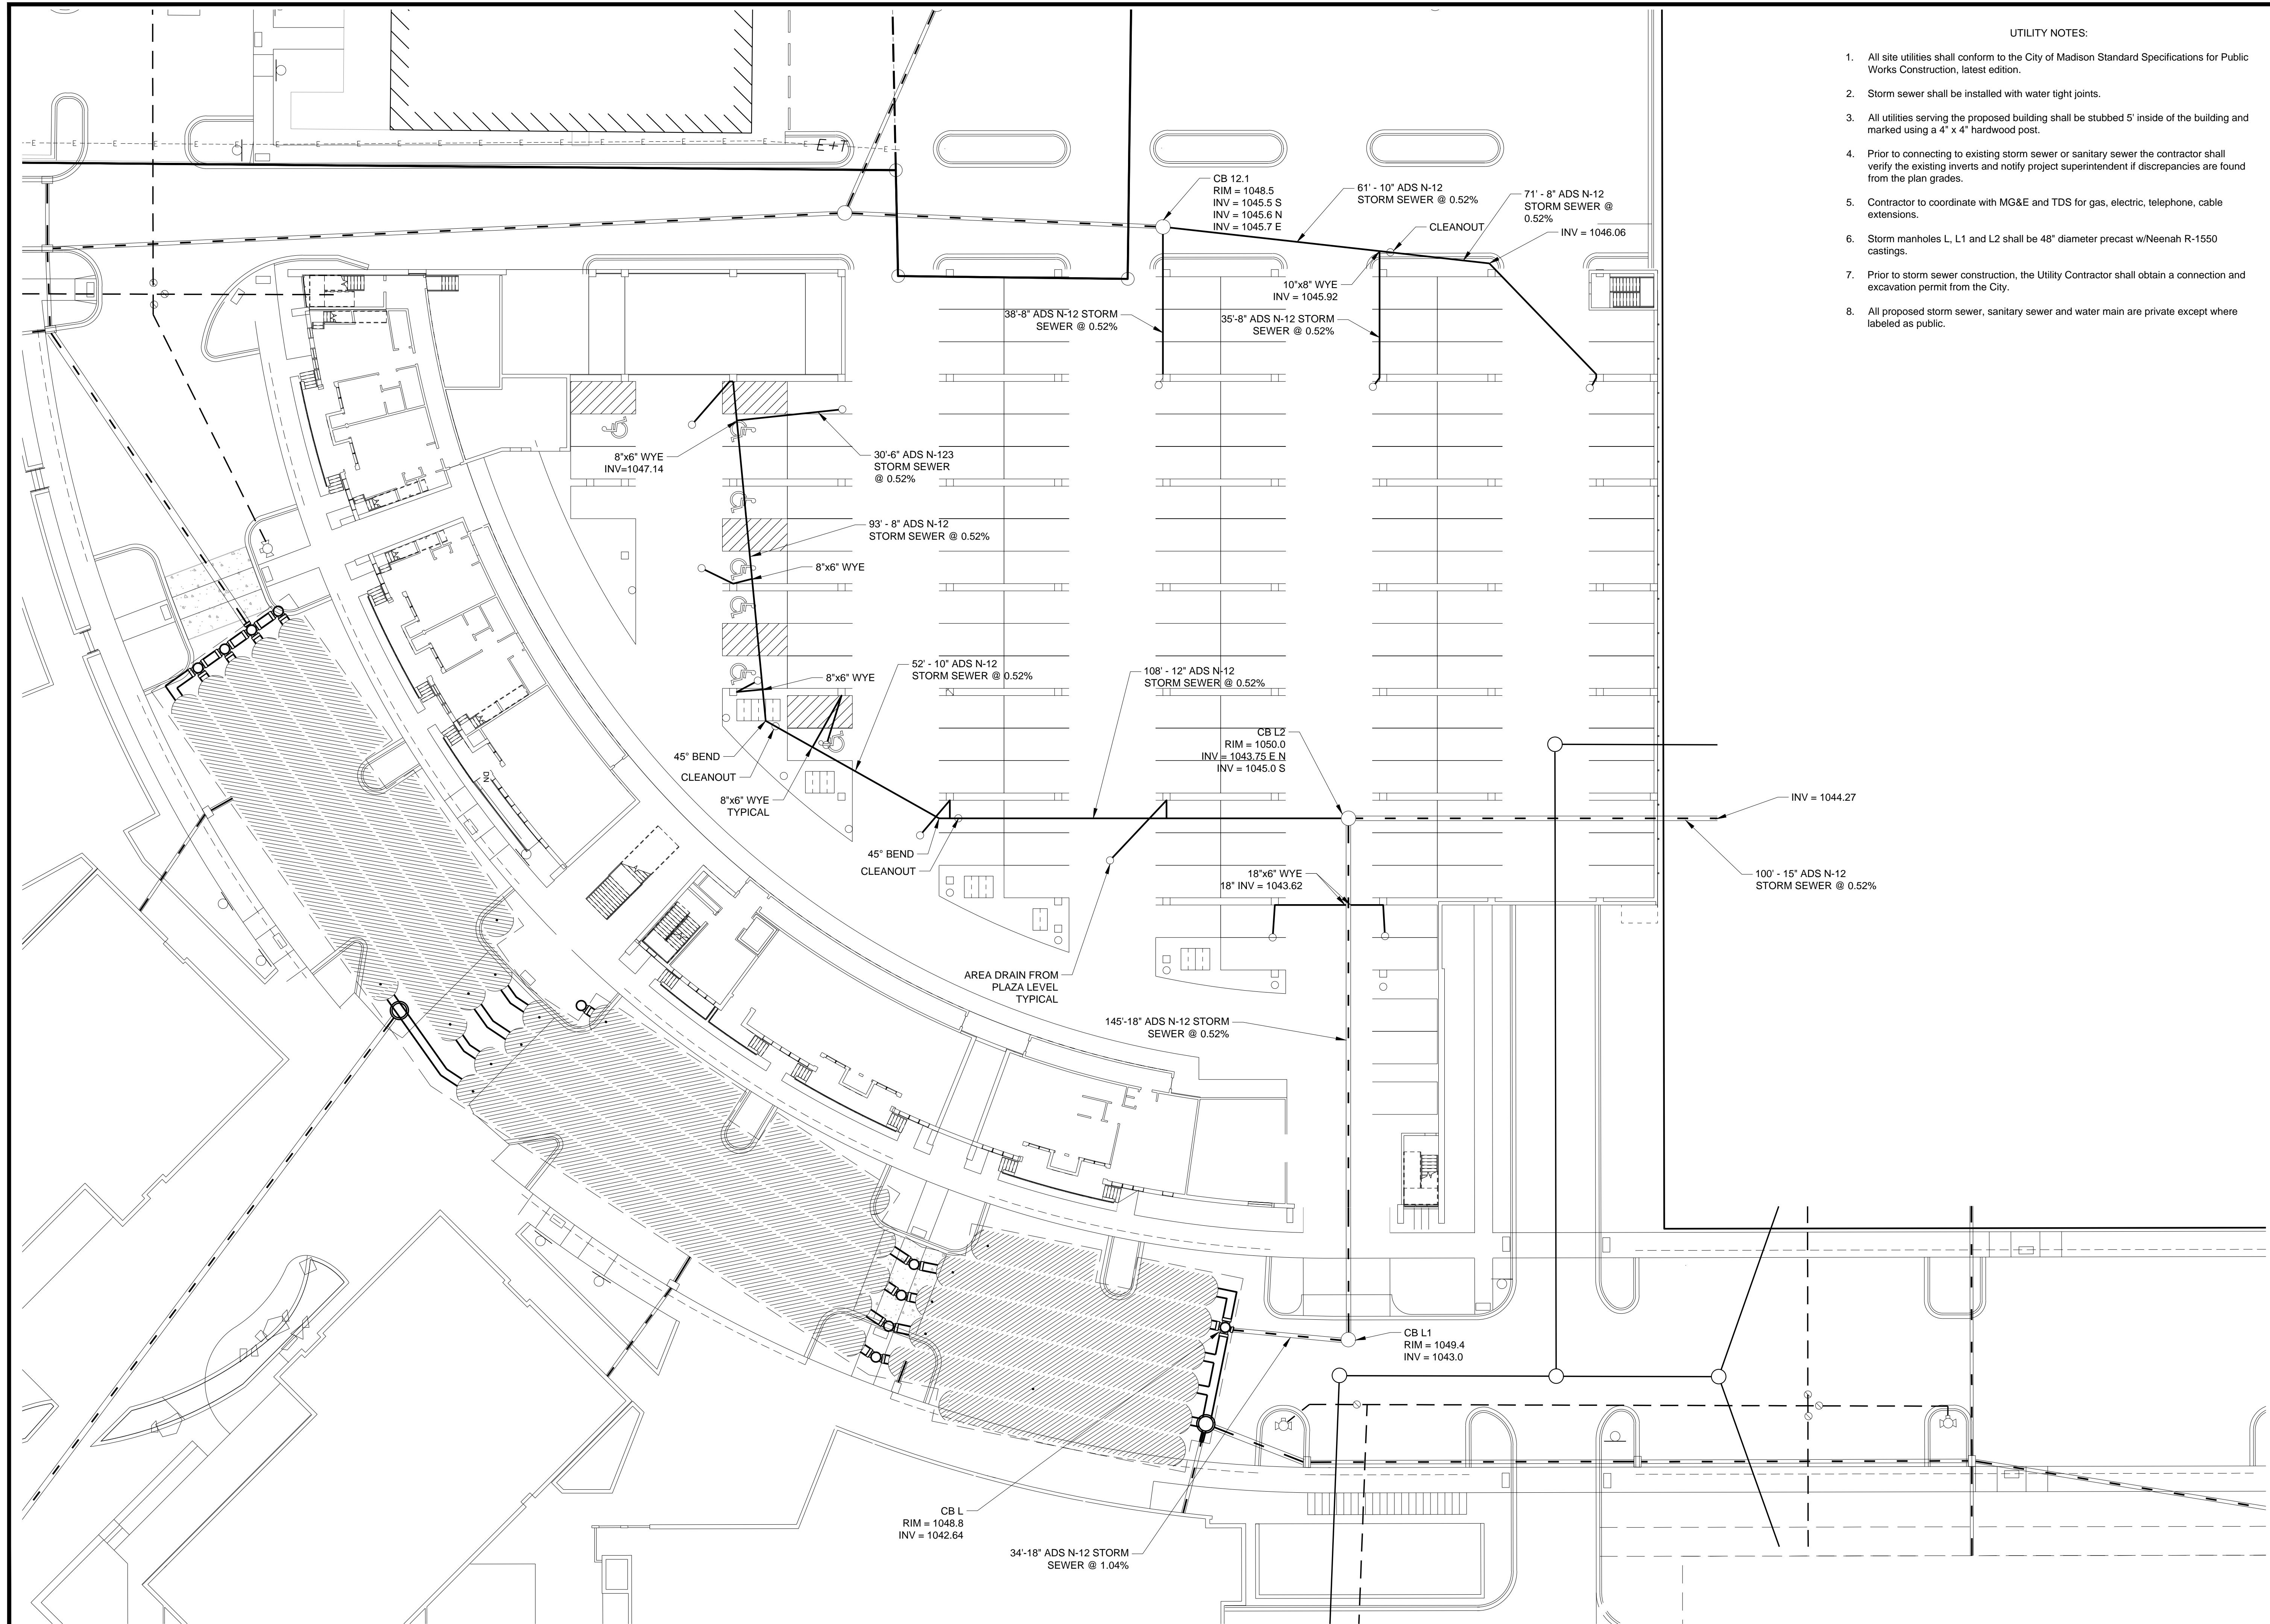 UTILITY NOTES:
1. All site utilities shall conform to the City of Madison Standard Specifications for Public
Works Construction, latest edition.
2. Storm sewer shall be installed with water tight joints.
3. All utilities serving the proposed building shall be stubbed 5' inside of the building and
marked using a 4" x 4" hardwood post.
4. Prior to connecting to existing storm sewer or sanitary sewer the contractor shall
verify the existing inverts and notify project superintendent if discrepancies are found
from the plan grades.
5. Contractor to coordinate with MG&E and TDS for gas, electric, telephone, cable
extensions.
6. Storm manholes L, L1 and L2 shall be 48" diameter precast w/Neenah R-1550
castings.
7. Prior to storm sewer construction, the Utility Contractor shall obtain a connection and
excavation permit from the City.
8. All proposed storm sewer, sanitary sewer and water main are private except where
labeled as public.
E E E E E E E E E E E E E E E E E E E
E+T
E
CB 12.1
RIM = 1048.5
INV = 1045.5 S
INV = 1045.6 N
INV = 1045.7 E
61' - 10" ADS N-12
STORM SEWER @ 0.52%
71' - 8" ADS N-12
STORM SEWER @
0.52%
CLEANOUT
INV = 1046.06
10"x8" WYE
INV = 1045.92
38'-8" ADS N-12 STORM
SEWER @ 0.52%
35'-8" ADS N-12 STORM
SEWER @ 0.52%
8"x6" WYE
INV=1047.14
30'-6" ADS N-123
STORM SEWER
@ 0.52%
93' - 8" ADS N-12
STORM SEWER @ 0.52%
8"x6" WYE
52' - 10" ADS N-12
STORM SEWER @ 0.52%
8"x6" WYE
108' - 12" ADS N-12
STORM SEWER @ 0.52%
CB L2
RIM = 1050.0
INV = 1043.75 E N
INV = 1045.0 S
45° BEND
CLEANOUT
8"x6" WYE
TYPICAL
DN
INV = 1044.27
45° BEND
CLEANOUT
18"x6" WYE
18" INV = 1043.62
100' - 15" ADS N-12
STORM SEWER @ 0.52%
AREA DRAIN FROM
PLAZA LEVEL
TYPICAL
145'-18" ADS N-12 STORM
SEWER @ 0.52%
CB L1
RIM = 1049.4
INV = 1043.0
CB L
RIM = 1048.8
INV = 1042.64
34'-18" ADS N-12 STORM
SEWER @ 1.04%